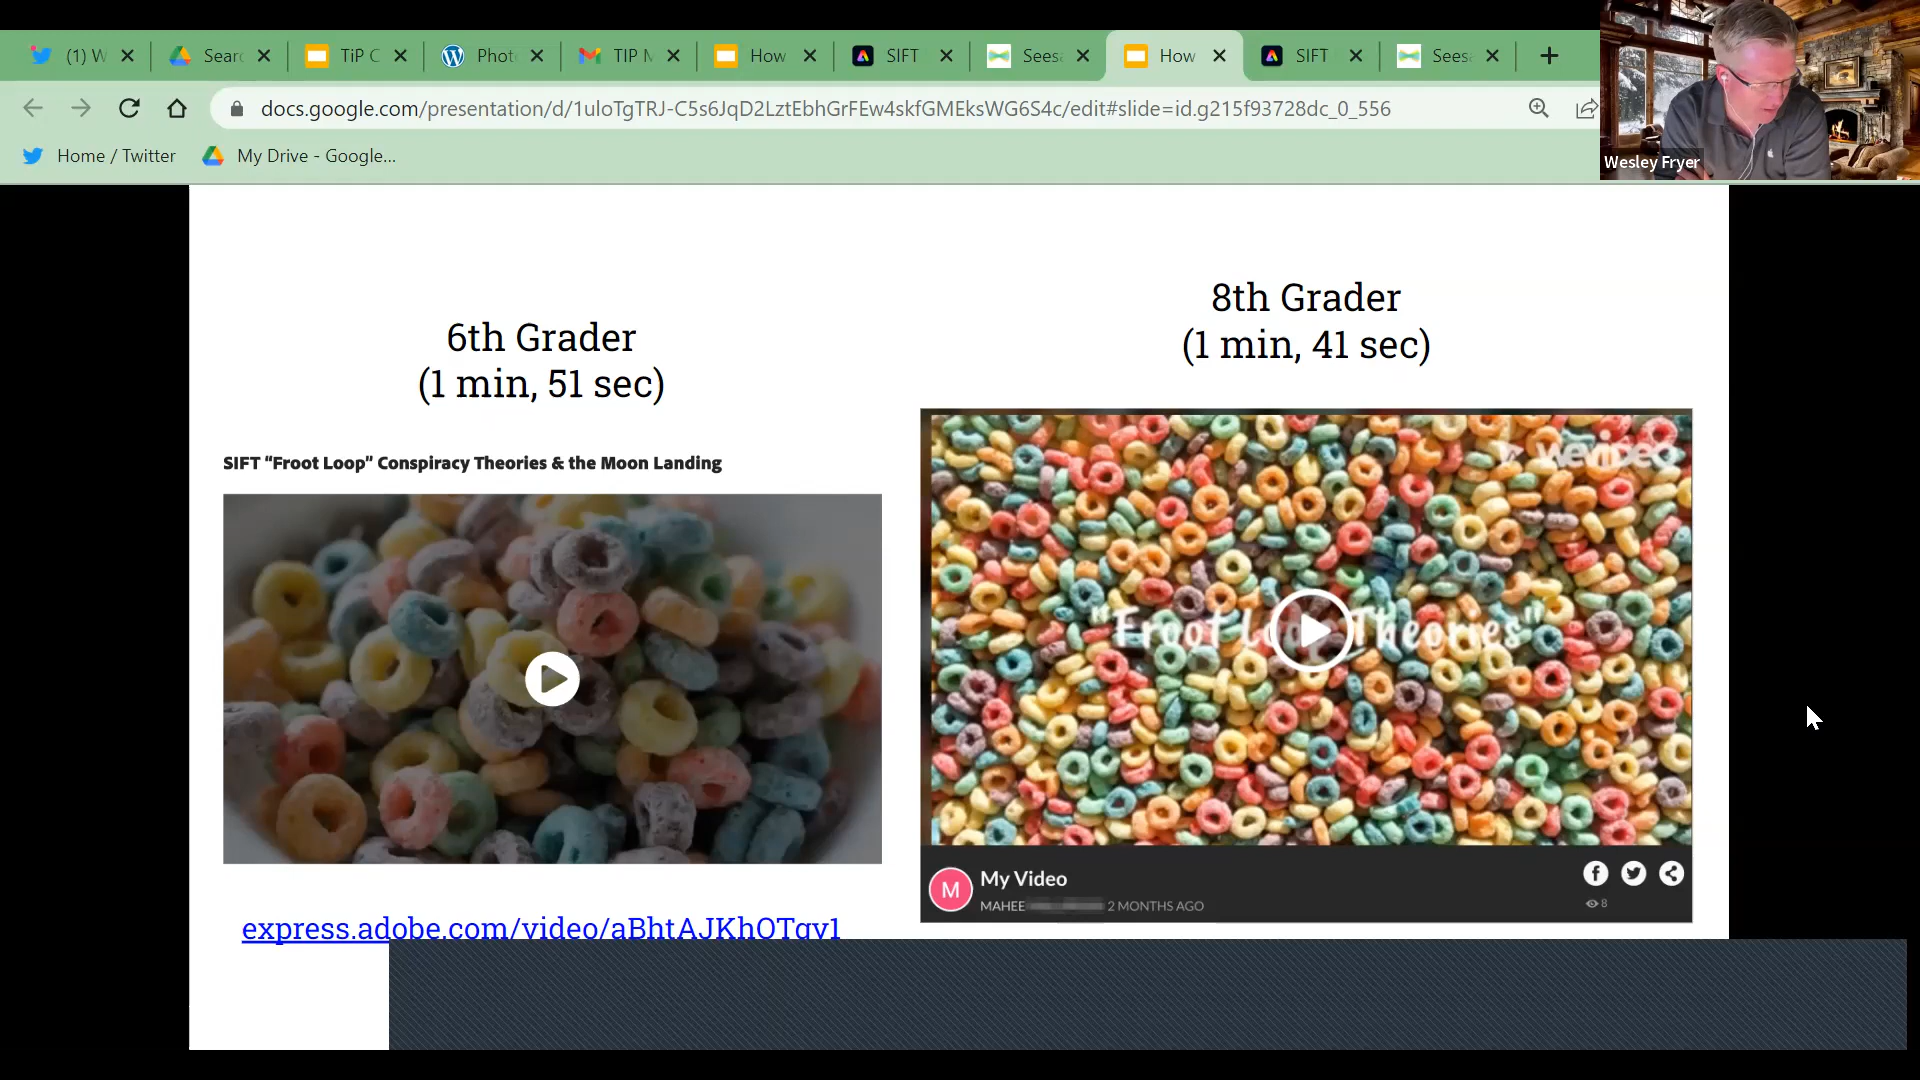 (1) W
Sear
TiP C
Phot
TIP M
How
SIFT
Sees
How
SIFT
Sees
docs.google.com/presentation/d/1uloTgTRJ-C5s6JqD2LztEbhGrFEw4skfGMEksWG6S4c/edit#slide=id.g215f93728dc_0_556
Home / Twitter
My Drive - Google...
Wesley Fryer
6th Grader
(1 min, 51 sec)
SIFT “Froot Loop” Conspiracy Theories & the Moon Landing
express.adobe.com/video/aBhtAJKhOTqv1
8th Grader
(1 min, 41 sec)
wevideo
"Froot Theories"
M
My Video
MAHEE
2 MONTHS AGO
8